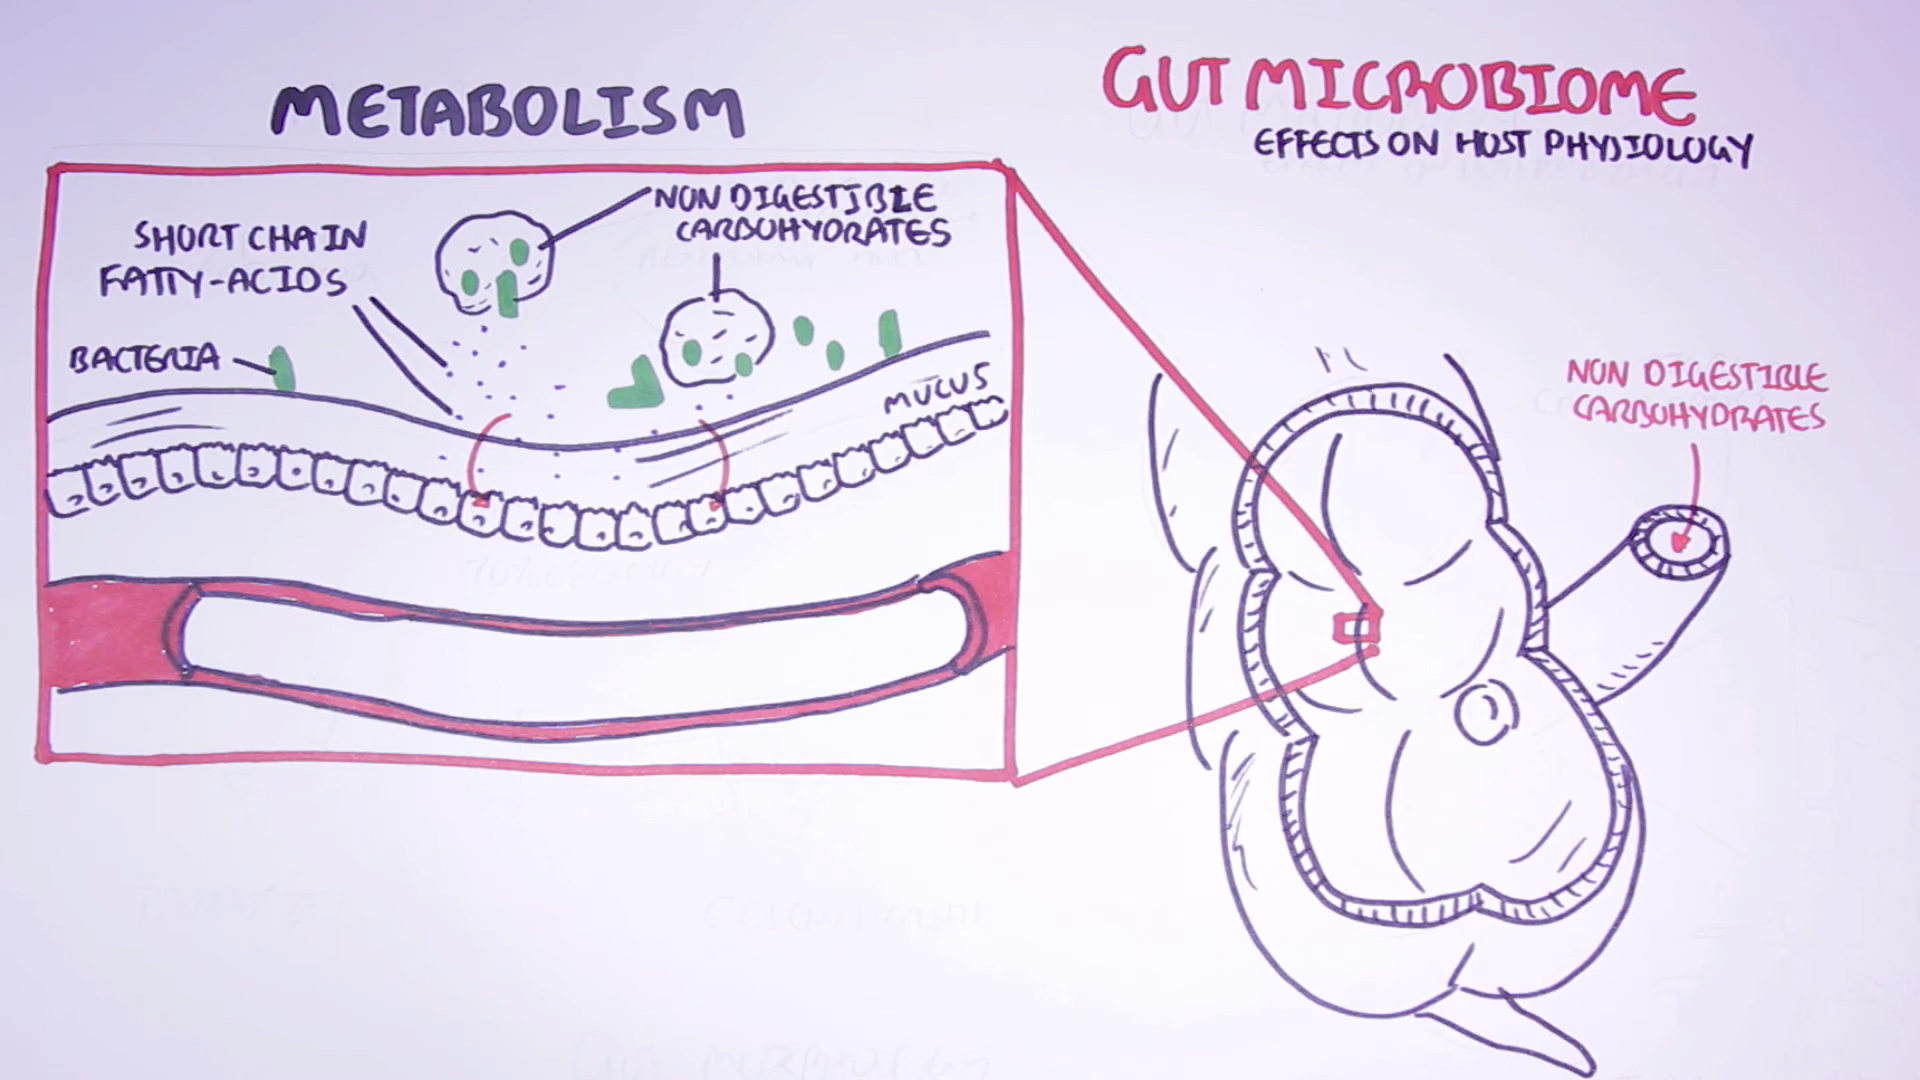 METABOLISM
GUT MICROBIOME
EFFECTS ON HOST PHYSIOLOGY
NON DIGESTIBLE
CARBOHYDRATES
SHORT CHAIN
FATTY-ACIDS
BACTERIA
MUCUS
NON DIGESTIBLE
CARBOHYDRATES